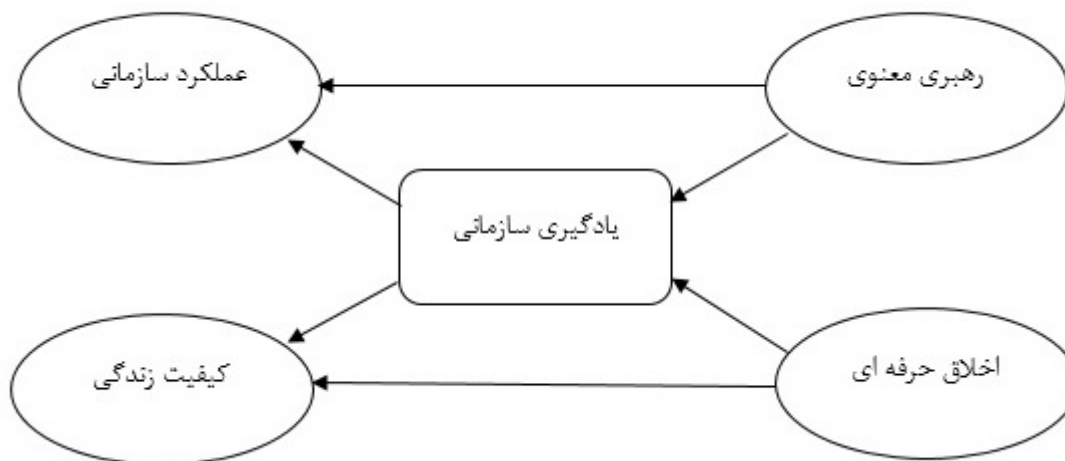 رهبری معنوی
عملکرد سازمانی
یادگیری سازمانی
اخلاق حرفه ای
کیفیت زندگی